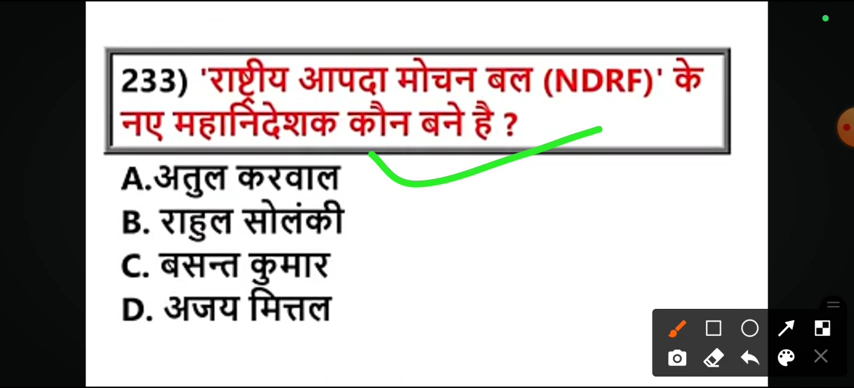 233) 'राष्ट्रीय आपदा मोचन बल (NDRF)' के
नए महानिदेशक कौन बने है ?
A.अतुल करवाल
B. राहुल सोलंकी
C. बसन्त कुमार
D. अजय मित्तल